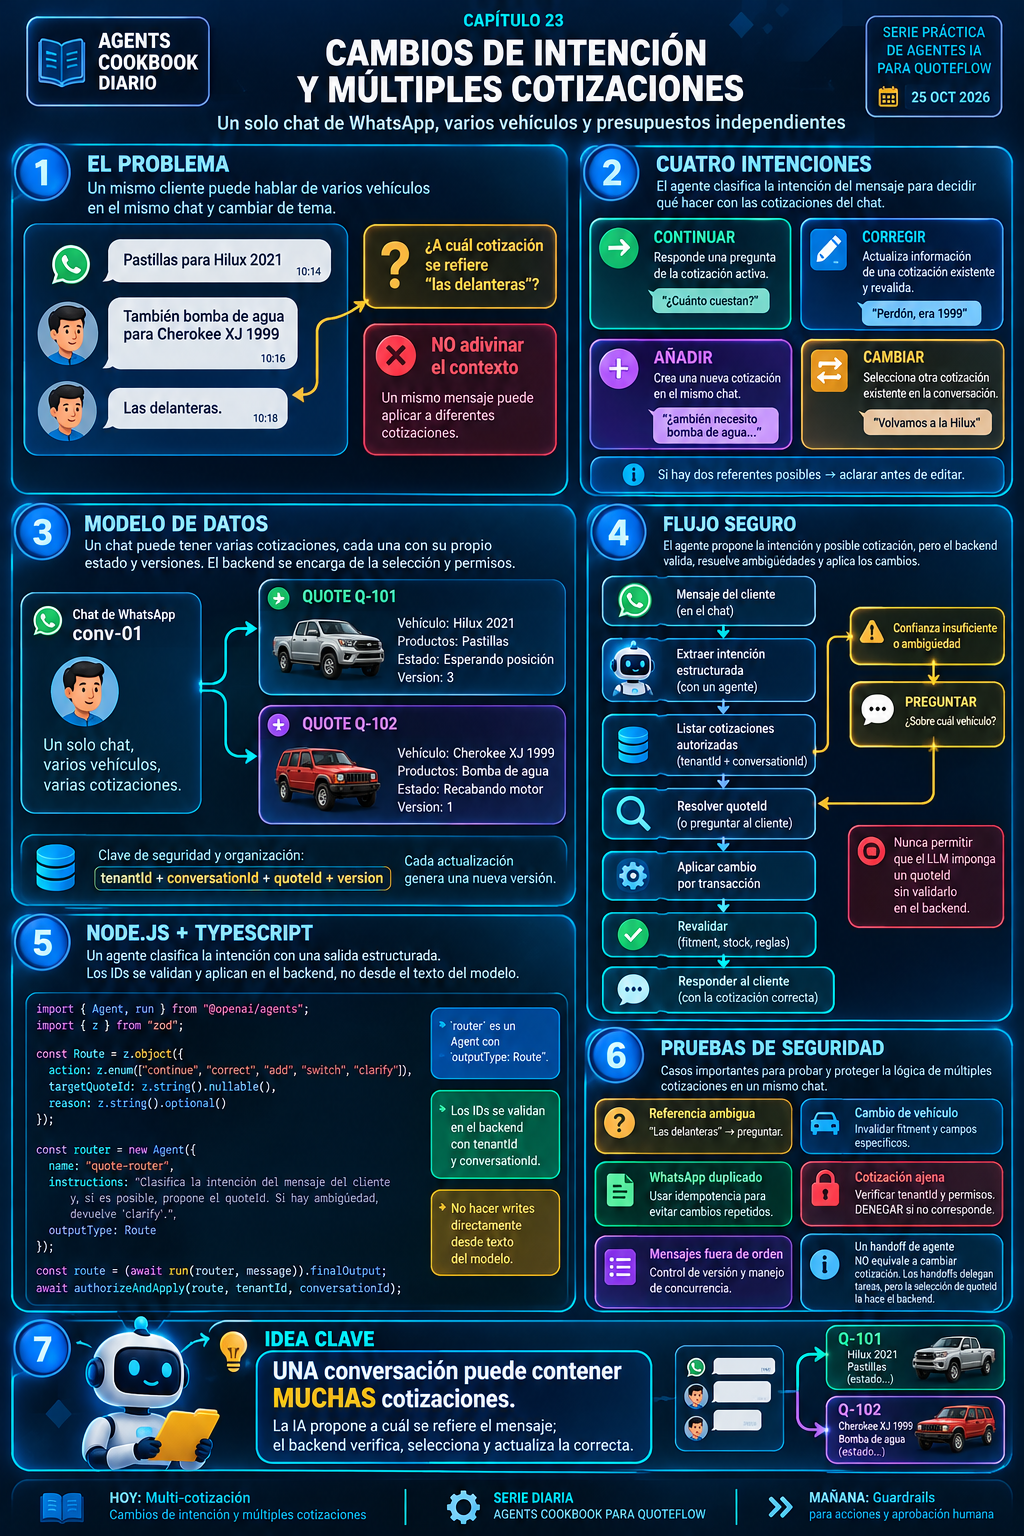 AGENTS
COOKBOOK
DIARIO
CAPÍTULO 23
CAMBIOS DE INTENCIÓN
Y MÚLTIPLES COTIZACIONES
Un solo chat de WhatsApp, varios vehículos y presupuestos independientes
SERIE PRÁCTICA
DE AGENTES IA
PARA QUOTEFLOW
25 OCT 2026
1
EL PROBLEMA
Un mismo cliente puede hablar de varios vehículos
en el mismo chat y cambiar de tema.
Pastillas para Hilux 2021
10:14
También bomba de agua
para Cherokee XJ 1999
10:16
Las delanteras.
10:18
?
¿A cuál cotización
se refiere
"las delanteras"?
NO adivinar
el contexto
Un mismo mensaje puede
aplicar a diferentes
cotizaciones.
2
CUATRO INTENCIONES
El agente clasifica la intención del mensaje para decidir
qué hacer con las cotizaciones del chat.
CONTINUAR
Responde una pregunta
de la cotización activa.
"¿Cuánto cuestan?"
CORREGIR
Actualiza información
de una cotización existente
y revalida.
"Perdón, era 1999"
AÑADIR
Crea una nueva cotización
en el mismo chat.
"¿ambién necesito
bomba de agua..."
CAMBIAR
Selecciona otra cotización
existente en la conversación.
"Volvamos a la Hilux"
Si hay dos referentes posibles → aclarar antes de editar.
3
MODELO DE DATOS
Un chat puede tener varias cotizaciones, cada una con su propio
estado y versiones. El backend se encarga de la selección y permisos.
Chat de WhatsApp
conv-01
Un solo chat,
varios vehículos,
varias cotizaciones.
QUOTE Q-101
Vehículo: Hilux 2021
Productos: Pastillas
Estado: Esperando posición
Version: 3
QUOTE Q-102
Vehículo: Cherokee XJ 1999
Productos: Bomba de agua
Estado: Recabando motor
Version: 1
Clave de seguridad y organización:
tenantId + conversationId + quoteId + version
Cada actualización
genera una nueva versión.
4
FLUJO SEGURO
El agente propone la intención y posible cotización, pero el backend
valida, resuelve ambigüedades y aplica los cambios.
Mensaje del cliente
(en el chat)
Extraer intención
estructurada
(con un agente)
Listar cotizaciones
autorizadas
(tenantId + conversationId)
Resolver quoteId
(o preguntar al cliente)
Aplicar cambio
por transacción
Revalidar
(fitment, stock, reglas)
Responder al cliente
(con la cotización correcta)
Confianza insuficiente
o ambigüedad
PREGUNTAR
¿Sobre cuál vehículo?
Nunca permitir
que el LLM imponga
un quoteId
sin validarlo
en el backend.
5
NODE.JS + TYPESCRIPT
Un agente clasifica la intención con una salida estructurada.
Los IDs se validan y aplican en el backend, no desde el texto del modelo.
import { Agent, run } from "@openai/agents";
import { z } from "zod";
const Route = z.object({
action: z.enum(["continue", "correct", "add", "switch", "clarify"]),
targetQuoteId: z.string().nullable(),
reason: z.string().optional()
});
const router = new Agent({
name: "quote-router",
instructions: "Clasifica la intención del mensaje del cliente
y, si es posible, propone el quoteId. Si hay ambigüedad,
devuelve 'clarify'.",
outputType: Route
});
const route = (await run(router, message)).finalOutput;
await authorizeAndApply(route, tenantId, conversationId);
`router` es un
Agent con
`outputType: Route".
Los IDs se validan
en el backend
con tenantId
y conversationId.
No hacer writes
directamente
desde texto
del modelo.
6
PRUEBAS DE SEGURIDAD
Casos importantes para probar y proteger la lógica de múltiples
cotizaciones en un mismo chat.
?
Referencia ambigua
"Las delanteras" → preguntar.
Cambio de vehículo
Invalidar fitment y campos
específicos.
WhatsApp duplicado
Usar idempotencia para
evitar cambios repetidos.
Cotización ajena
Verificar tenantId y permisos.
DENEGAR si no corresponde.
Mensajes fuera de orden
Control de versión y manejo
de concurrencia.
Un handoff de agente
NO equivale a cambiar
cotización. Los handoffs delegan
tareas, pero la selección de quoteId
la hace el backend.
7
IDEA CLAVE
UNA conversación puede contener
MUCHAS cotizaciones.
La IA propone a cuál se refiere el mensaje;
el backend verifica, selecciona y actualiza la correcta.
Q-101
Hilux 2021
Pastillas
(estado...)
Q-102
Cherokee XJ 1999
Bomba de agua
(estado...)
HOY: Multi-cotización
Cambios de intención y múltiples cotizaciones
SERIE DIARIA
AGENTS COOKBOOK PARA QUOTEFLOW
MAÑANA: Guardrails
para acciones y aprobación humana